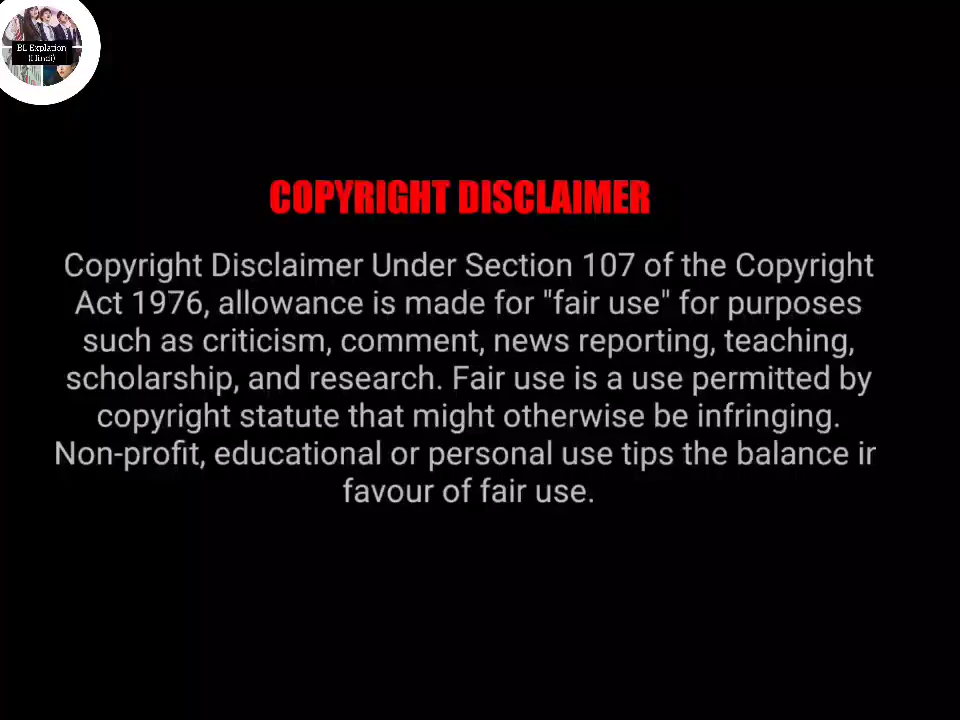 BL Explation
(Hindi)
COPYRIGHT DISCLAIMER
Copyright Disclaimer Under Section 107 of the Copyright
Act 1976, allowance is made for "fair use" for purposes
such as criticism, comment, news reporting, teaching,
scholarship, and research. Fair use is a use permitted by
copyright statute that might otherwise be infringing.
Non-profit, educational or personal use tips the balance in
favour of fair use.